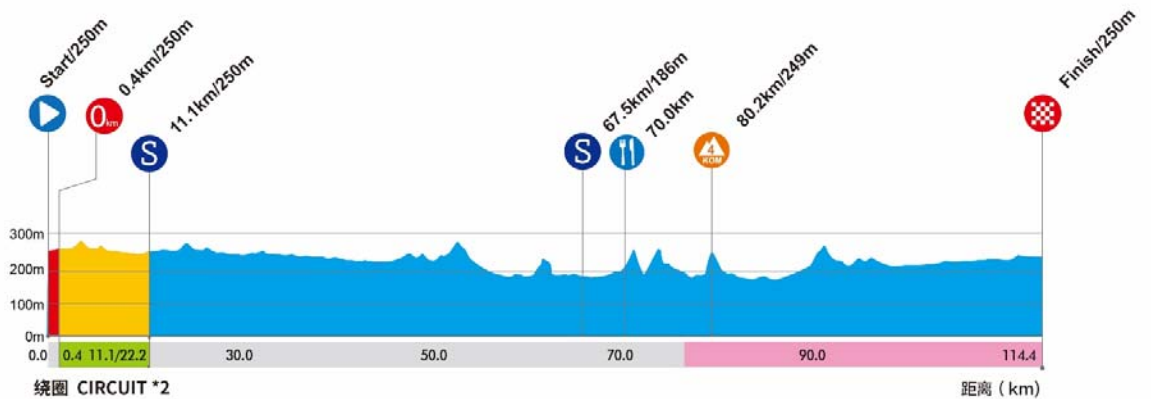 Start/250m
0.4km/250m
11.1km/250m
67.5km/186m
70.0km
80.2km/249m
Finish/250m
0km
S
S
4
KOM
300m
200m
100m
0m
0.0 0.4 11.1/22.2 30.0 50.0 70.0 90.0 114.4
绕圈 CIRCUIT *2
距离(km)